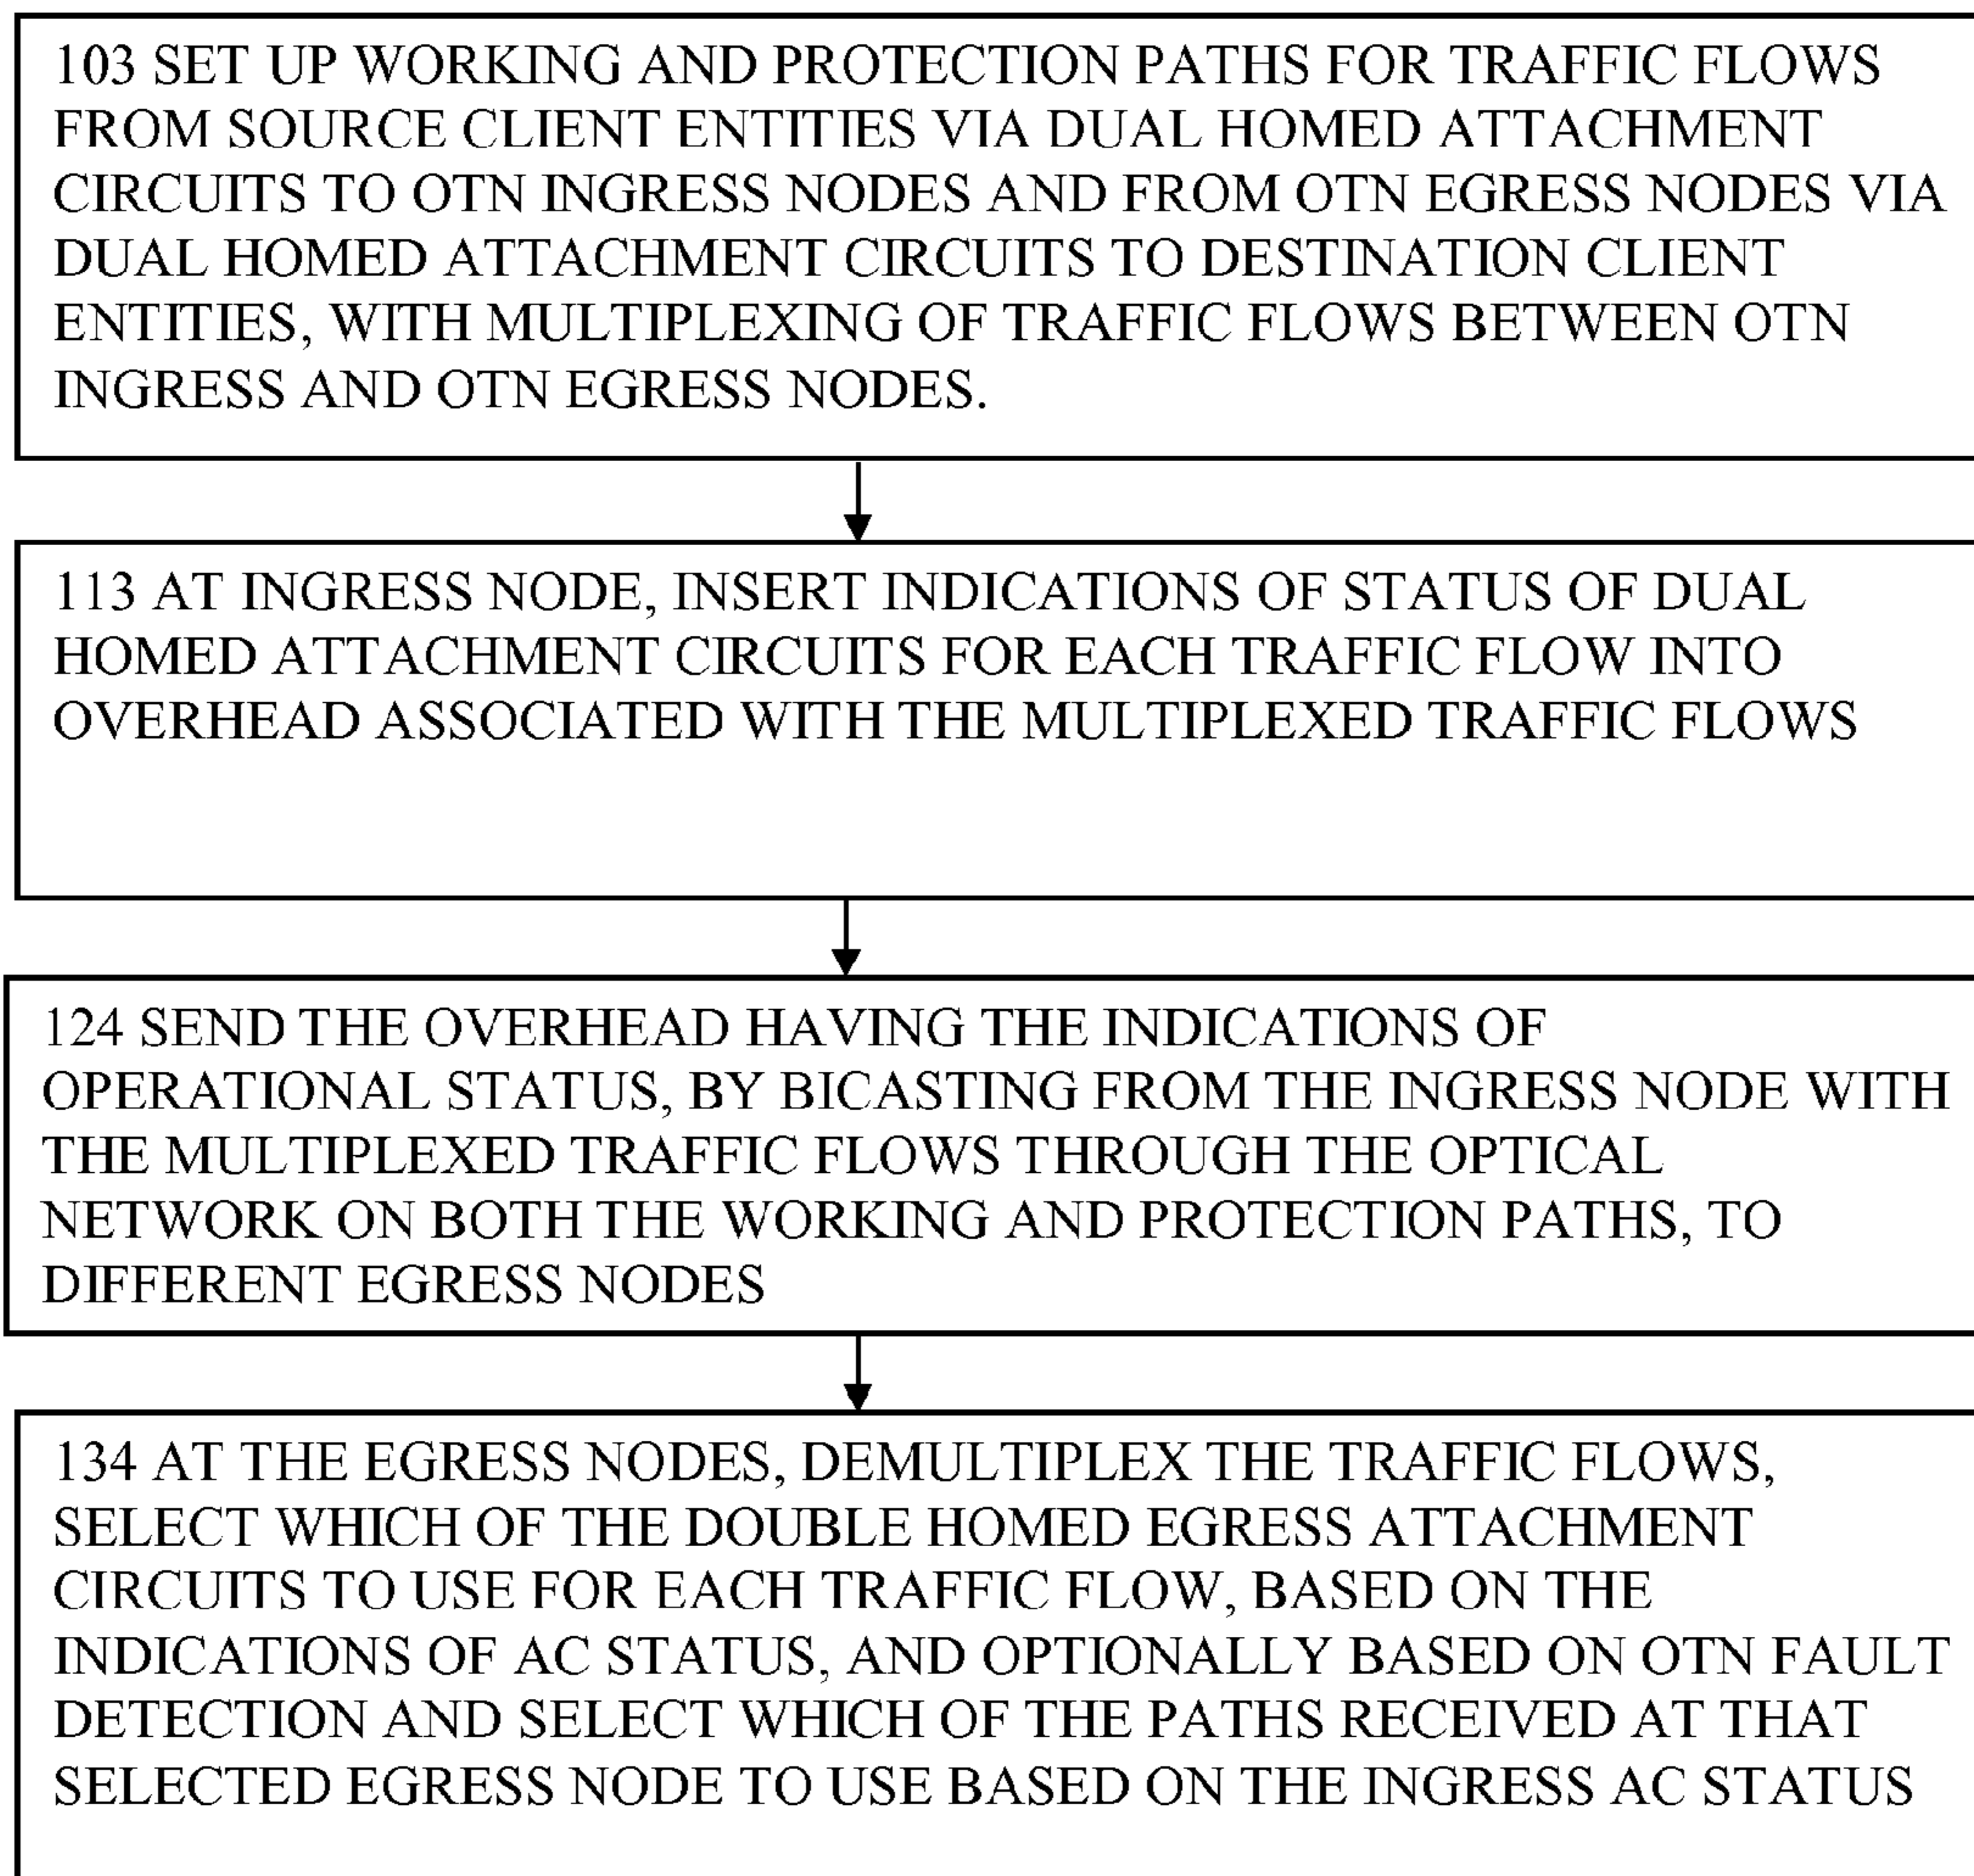 103 SET UP WORKING AND PROTECTION PATHS FOR TRAFFIC FLOWS
FROM SOURCE CLIENT ENTITIES VIA DUAL HOMED ATTACHMENT
CIRCUITS TO OTN INGRESS NODES AND FROM OTN EGRESS NODES VIA
DUAL HOMED ATTACHMENT CIRCUITS TO DESTINATION CLIENT
ENTITIES, WITH MULTIPLEXING OF TRAFFIC FLOWS BETWEEN OTN
INGRESS AND OTN EGRESS NODES.
113 AT INGRESS NODE, INSERT INDICATIONS OF STATUS OF DUAL
HOMED ATTACHMENT CIRCUITS FOR EACH TRAFFIC FLOW INTO
OVERHEAD ASSOCIATED WITH THE MULTIPLEXED TRAFFIC FLOWS
124 SEND THE OVERHEAD HAVING THE INDICATIONS OF
OPERATIONAL STATUS, BY BICASTING FROM THE INGRESS NODE WITH
THE MULTIPLEXED TRAFFIC FLOWS THROUGH THE OPTICAL
NETWORK ON BOTH THE WORKING AND PROTECTION PATHS, TO
DIFFERENT EGRESS NODES
134 AT THE EGRESS NODES, DEMULTIPLEX THE TRAFFIC FLOWS,
SELECT WHICH OF THE DOUBLE HOMED EGRESS ATTACHMENT
CIRCUITS TO USE FOR EACH TRAFFIC FLOW, BASED ON THE
INDICATIONS OF AC STATUS, AND OPTIONALLY BASED ON OTN FAULT
DETECTION AND SELECT WHICH OF THE PATHS RECEIVED AT THAT
SELECTED EGRESS NODE TO USE BASED ON THE INGRESS AC STATUS